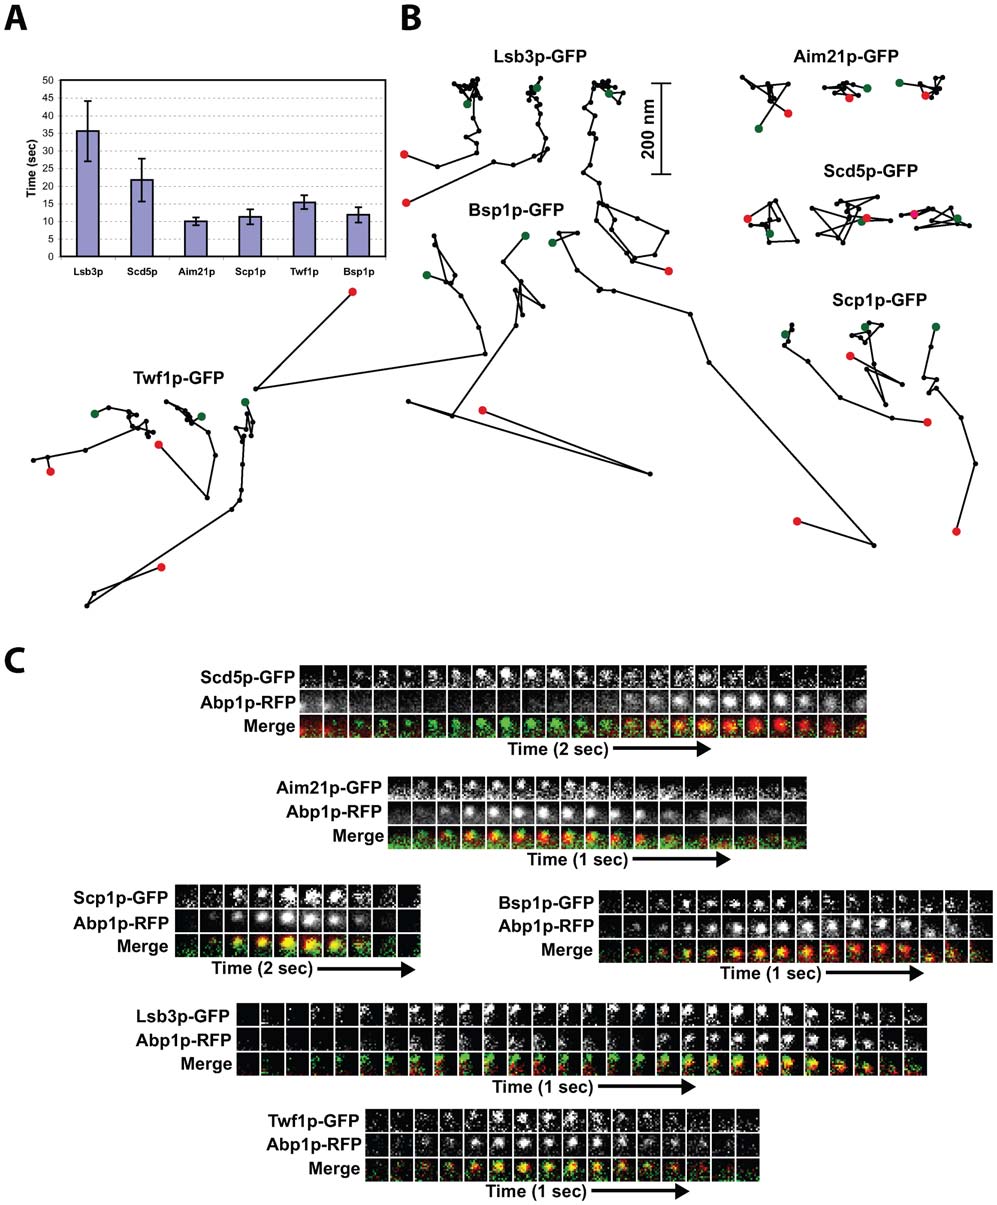 A
B
Time (sec)
50
45
40
35
30
25
20
15
10
5
0
Lsb3p Scd5p Aim21p Scp1p Twf1p Bsp1p
Lsb3p-GFP
200 nm
Aim21p-GFP
Scd5p-GFP
Bsp1p-GFP
Scp1p-GFP
Twf1p-GFP
C
Scd5p-GFP
Abp1p-RFP
Merge
Time (2 sec)
Aim21p-GFP
Abp1p-RFP
Merge
Time (1 sec)
Scp1p-GFP
Abp1p-RFP
Merge
Time (2 sec)
Bsp1p-GFP
Abp1p-RFP
Merge
Time (1 sec)
Lsb3p-GFP
Abp1p-RFP
Merge
Time (1 sec)
Twf1p-GFP
Abp1p-RFP
Merge
Time (1 sec)